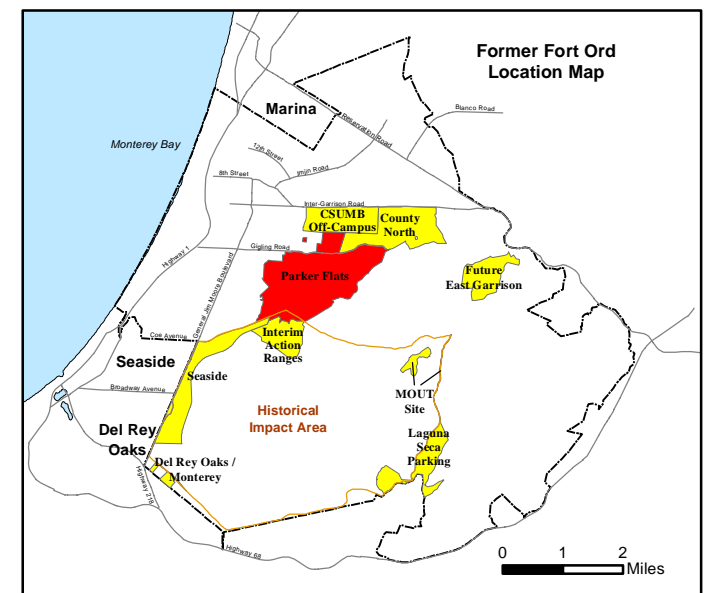 Former Fort Ord
Location Map
Marina
Blanco Road
Reservation Road
Monterey Bay
12th Street
Imjin Road
8th Street
Inter-Garrison Road
CSUMB
Off-Campus
County
North
Highway 1
General Jim Moore Boulevard
Gigling Road
Parker Flats
Future
East Garrison
Coe Avenue
Interim
Action
Ranges
Seaside
Seaside
Broadway Avenue
MOUT
Site
Historical
Impact Area
Del Rey
Oaks
Laguna
Seca
Parking
Del Rey Oaks /
Monterey
Highway 218
Highway 68
0 1 2
Miles